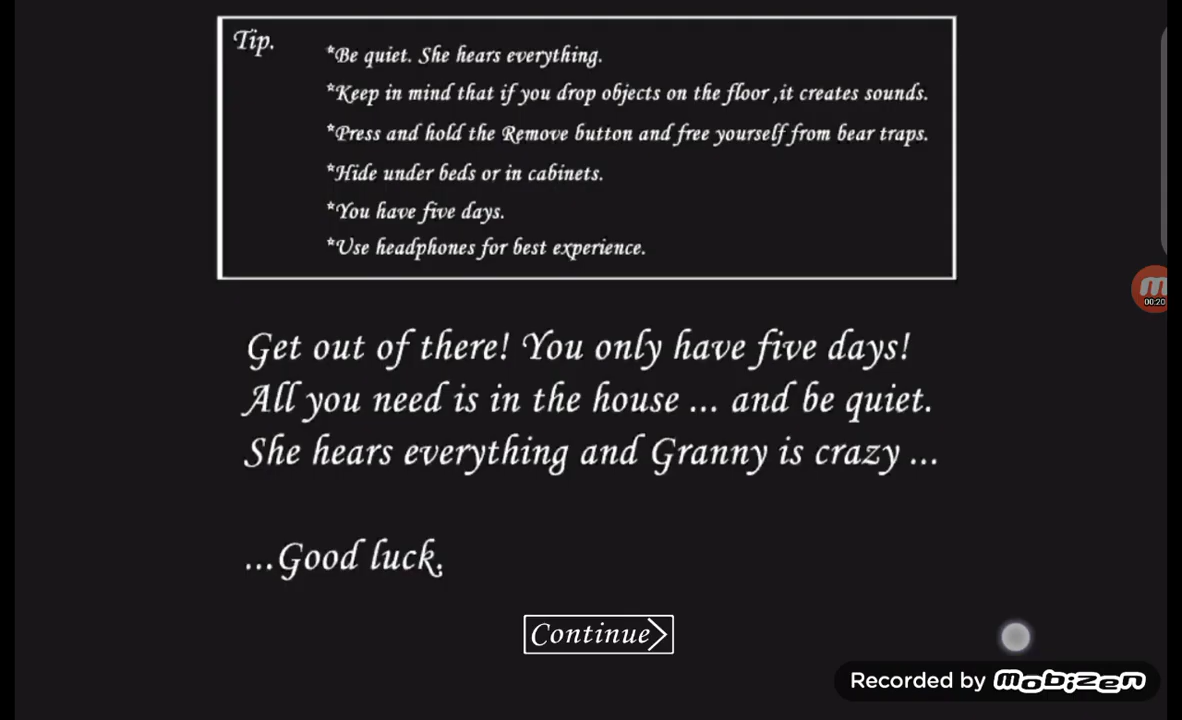 Tip.
*Be quiet. She hears everything.
*Keep in mind that if you drop objects on the floor ,it creates sounds.
*Press and hold the Remove button and free yourself from bear traps.
*Hide under beds or in cabinets.
*You have five days.
*Use headphones for best experience.
Get out of there! You only have five days!
All you need is in the house ... and be quiet.
She hears everything and Granny is crazy ...
...Good luck.
Continue
00:20
Recorded by mobizen